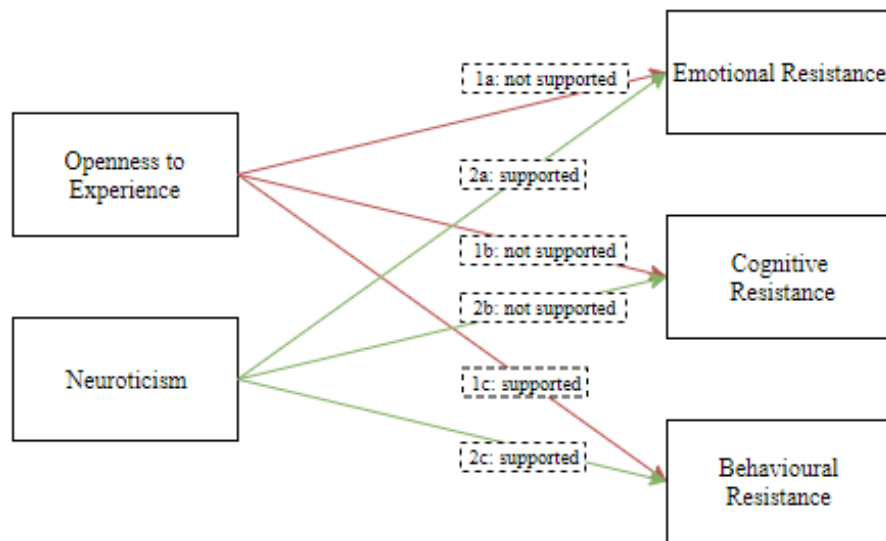 1a: not supported
Emotional Resistance
Openness to
Experience
2a: supported
1b: not supported
Cognitive
Resistance
2b: not supported
Neuroticism
1c: supported
2c: supported
Behavioural
Resistance